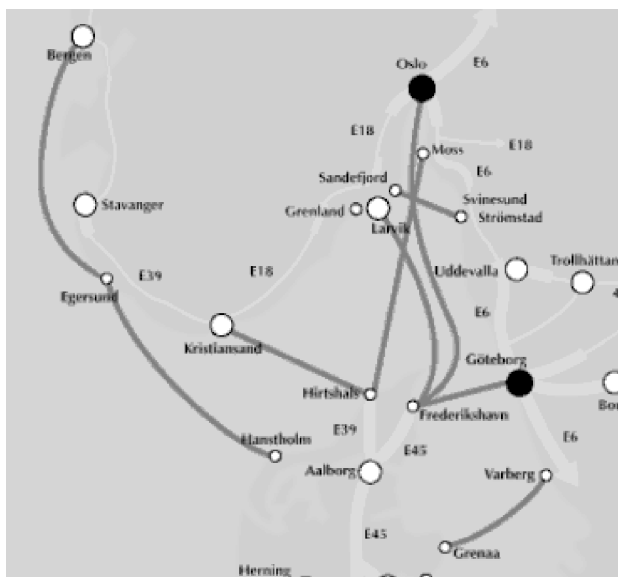 Bergen
Oslo
E6
E18
E18
Moss
E6
Sandefjord
Svinesund
Strömstad
Grenland
Larvik
Stavanger
Trollhättan
Uddevalla
E39
E18
Egersund
E6
Kristiansand
Göteborg
Hirtshals
Frederikshavn
E39
E6
Hanstholm
E45
Aalborg
Varberg
E45
Grenaa
Herning